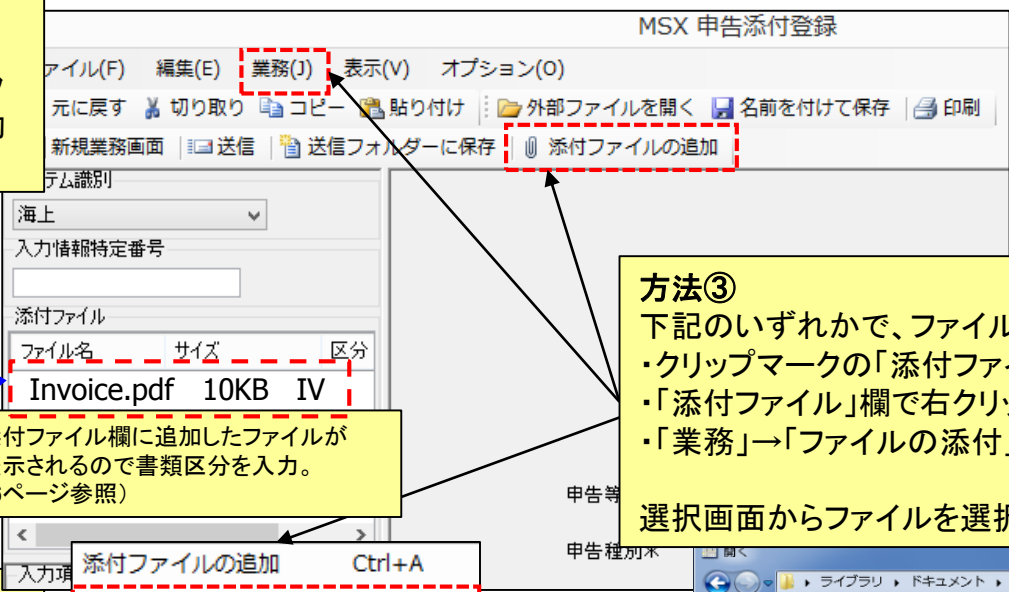 MSX 申告添付登録
ァイル(F) 編集(E) 業務(J) 表示(V) オプション(O)
元に戻す 切り取り コピー 貼り付け 外部ファイルを開く 名前を付けて保存 印刷
新規業務画面 送信 送信フォルダーに保存 添付ファイルの追加
テム識別
海上
入力情報特定番号
添付ファイル
ファイル名 サイズ 区分
Invoice.pdf 10KB IV
付ファイル欄に追加したファイルが
示されるので書類区分を入力。
ページ参照)
方法③
下記のいずれかで、ファイル
・クリップマークの「添付ファイ
・「添付ファイル」欄で右クリッ
・「業務」→「ファイルの添付」
選択画面からファイルを選択
申告等
申告種別
入力項
添付ファイルの追加 Ctrl+A
開く
ライブラリ ▸ ドキュメント ▸